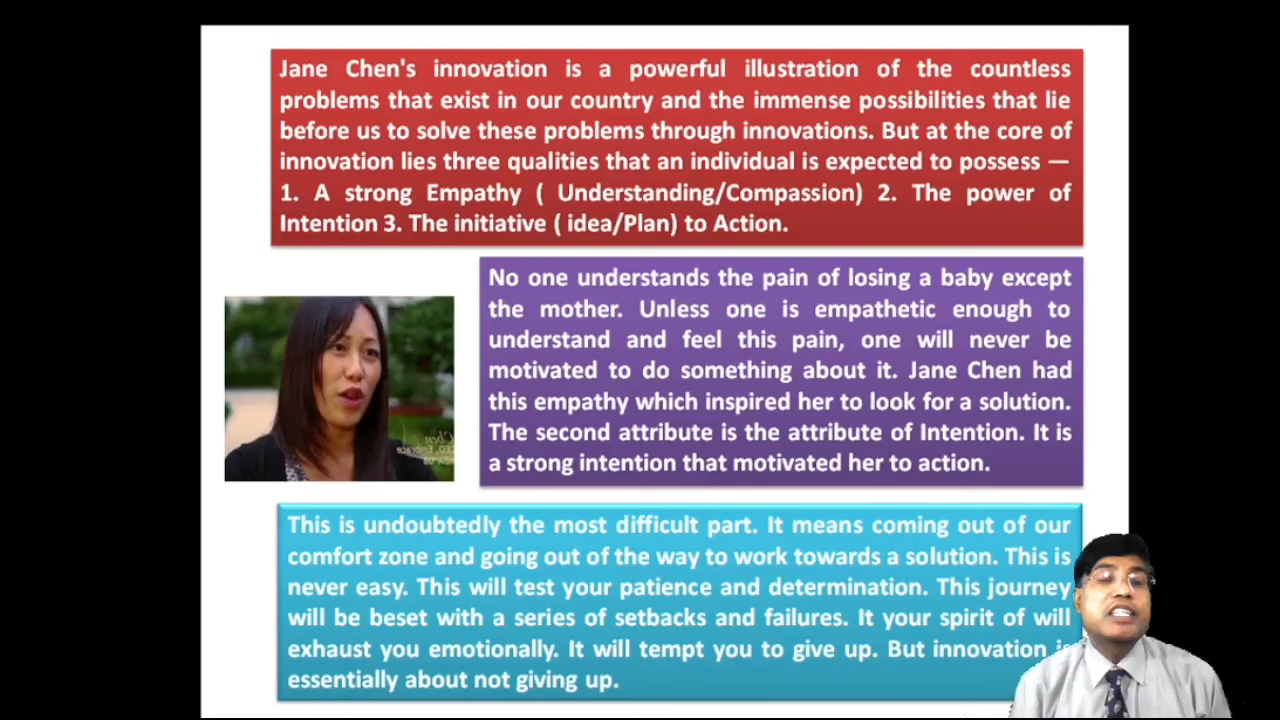 Jane Chen's innovation is a powerful illustration of the countless
problems that exist in our country and the immense possibilities that lie
before us to solve these problems through innovations. But at the core of
innovation lies three qualities that an individual is expected to possess —
1. A strong Empathy ( Understanding/Compassion) 2. The power of
Intention 3. The initiative ( idea/Plan) to Action.
No one understands the pain of losing a baby except
the mother. Unless one is empathetic enough to
understand and feel this pain, one will never be
motivated to do something about it. Jane Chen had
this empathy which inspired her to look for a solution.
The second attribute is the attribute of Intention. It is
a strong intention that motivated her to action.
This is undoubtedly the most difficult part. It means coming out of our
comfort zone and going out of the way to work towards a solution. This is
never easy. This will test your patience and determination. This journey
will be beset with a series of setbacks and failures. It your spirit of will
exhaust you emotionally. It will tempt you to give up. But innovation
essentially about not giving up.